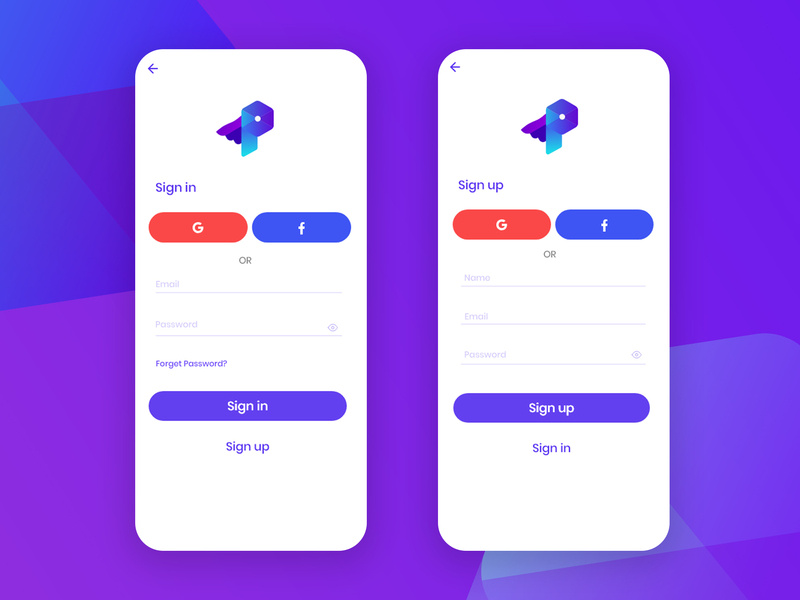 Sign in
G f
OR
Email
Password
Forget Password?
Sign in
Sign up
Sign up
G f
OR
Name
Email
Password
Sign up
Sign in